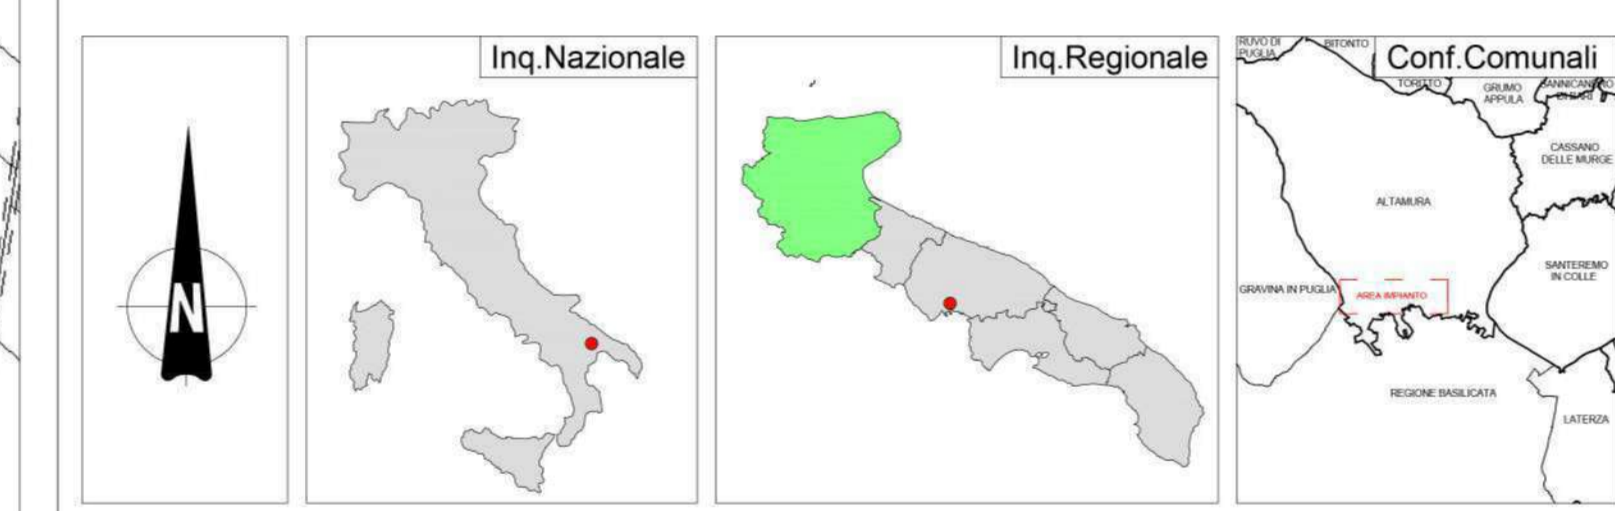 N
Inq.Nazionale
Inq.Regionale
Conf.Comunali
RUVO DI
PUGLIA
BITONTO
TORITTO
GRUMO
APPULA
CASSANO
DELLE MURGE
ALTAMURA
SANTEREMO
IN COLLE
GRAVINA IN PUGLIA
AREA IMPIANTO
REGIONE BASILICATA
LATERZA